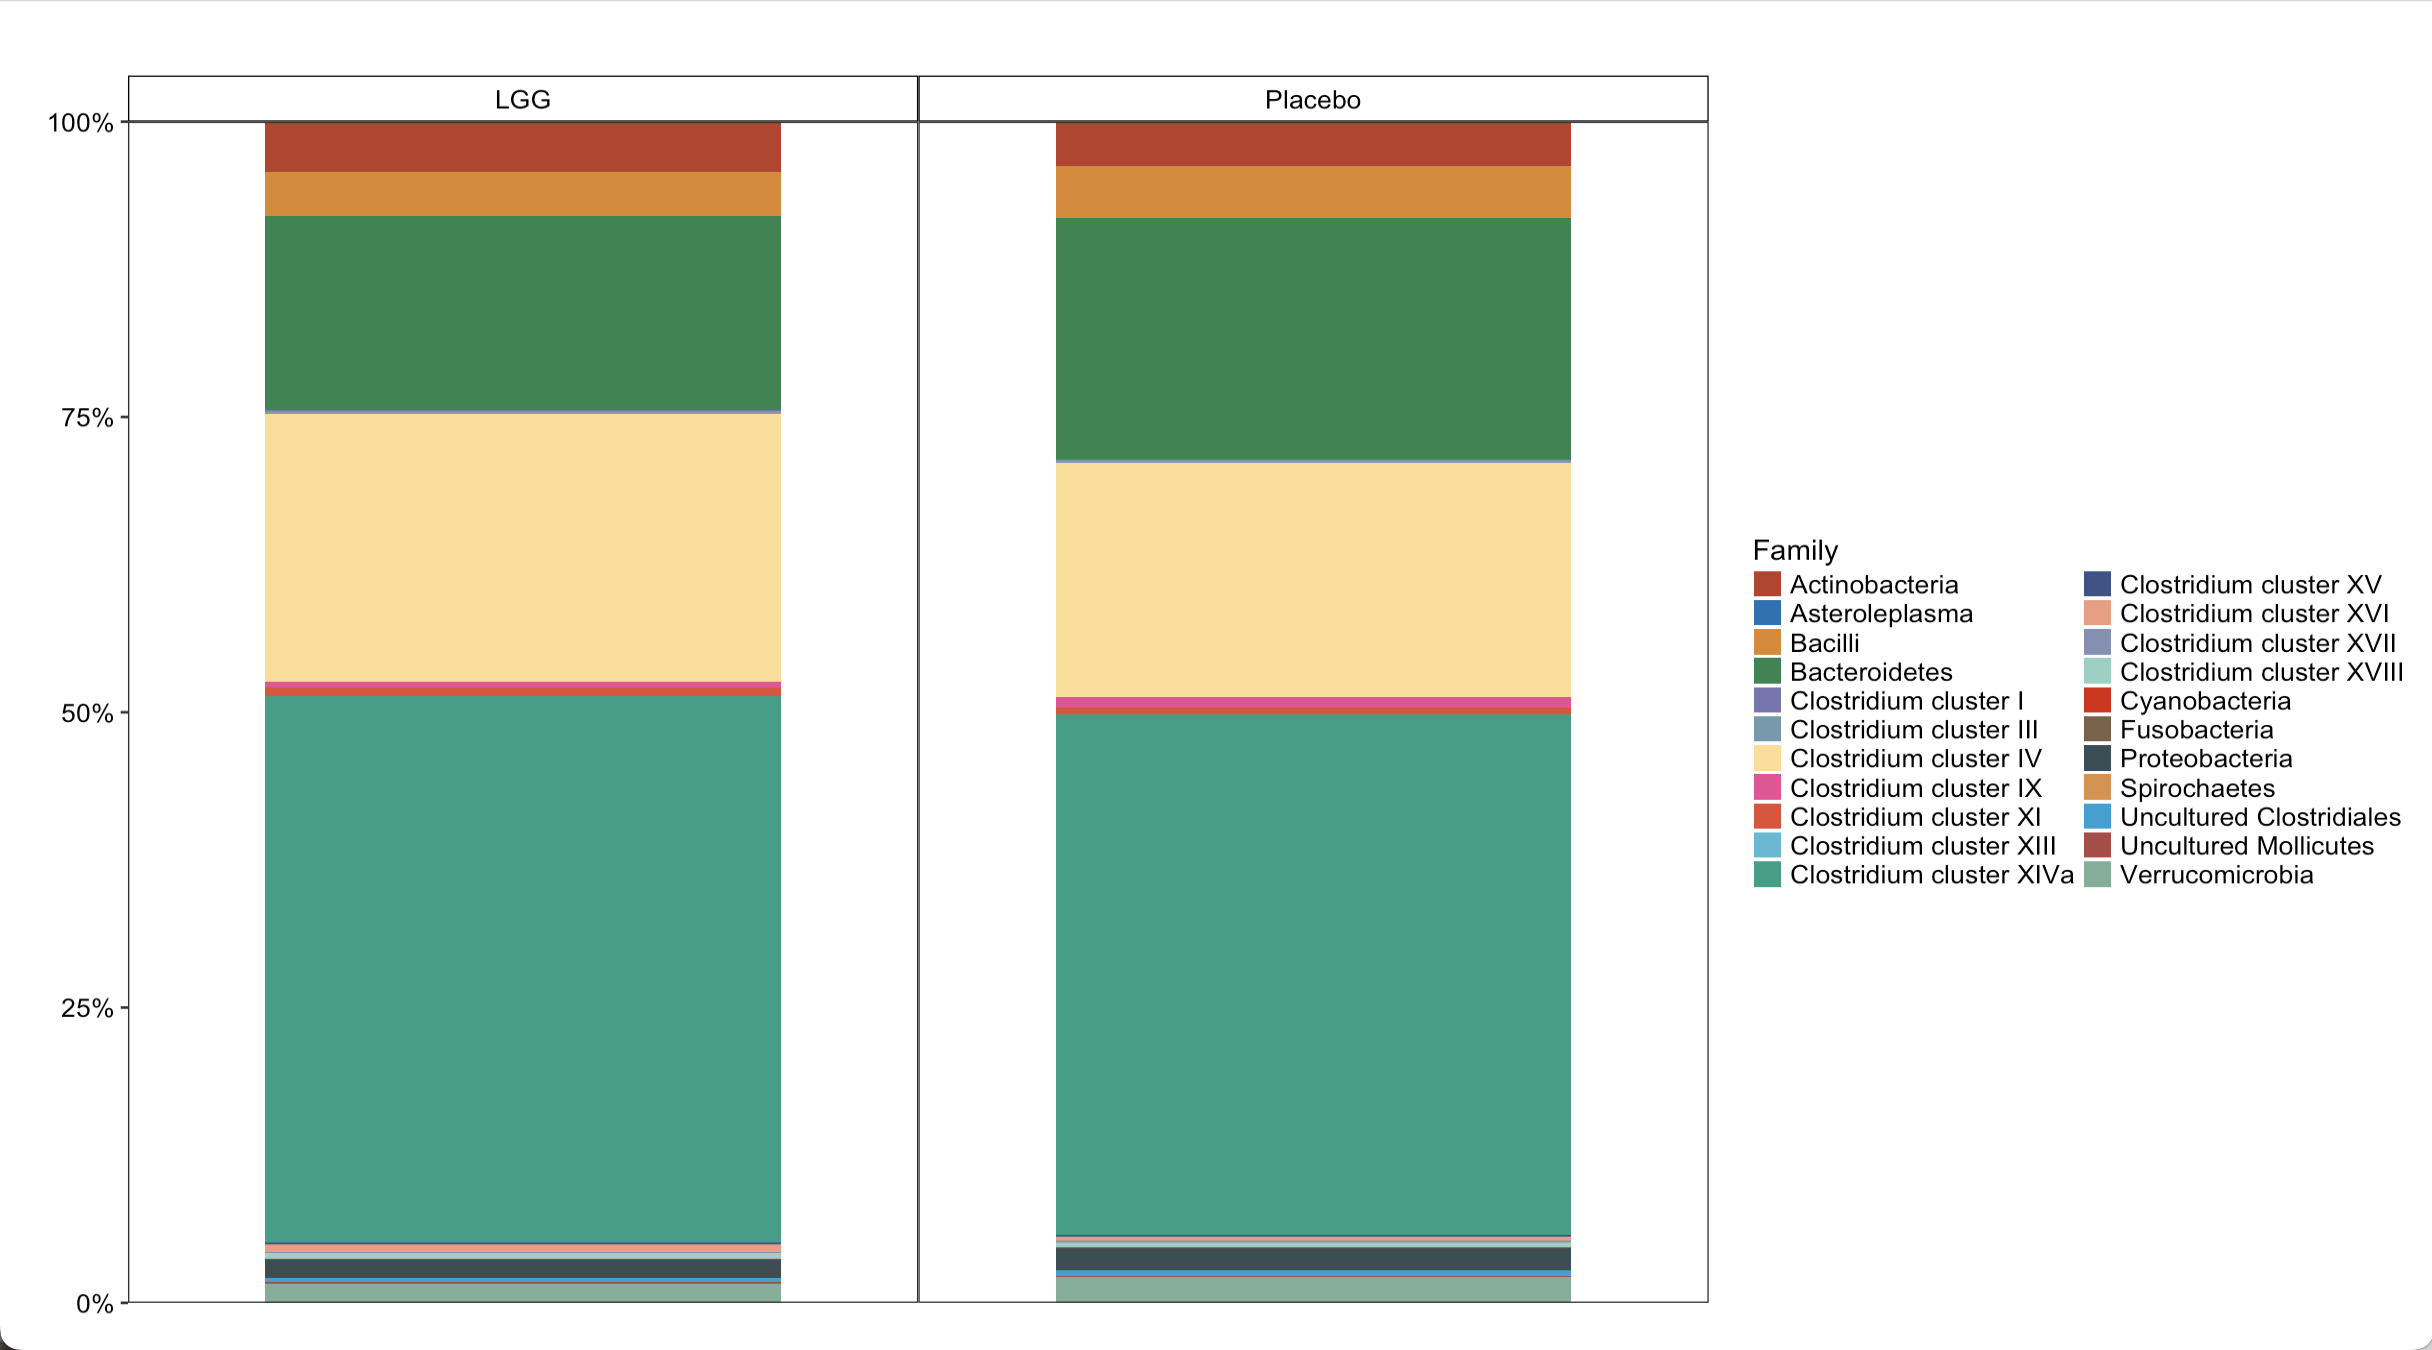 LGG
Placebo
100%
75%
50%
25%
0%
Family
Actinobacteria
Asteroleplasma
Bacilli
Bacteroidetes
Clostridium cluster I
Clostridium cluster III
Clostridium cluster IV
Clostridium cluster IX
Clostridium cluster XI
Clostridium cluster XIII
Clostridium cluster XIVa
Clostridium cluster XV
Clostridium cluster XVI
Clostridium cluster XVII
Clostridium cluster XVIII
Cyanobacteria
Fusobacteria
Proteobacteria
Spirochaetes
Uncultured Clostridiales
Uncultured Mollicutes
Verrucomicrobia